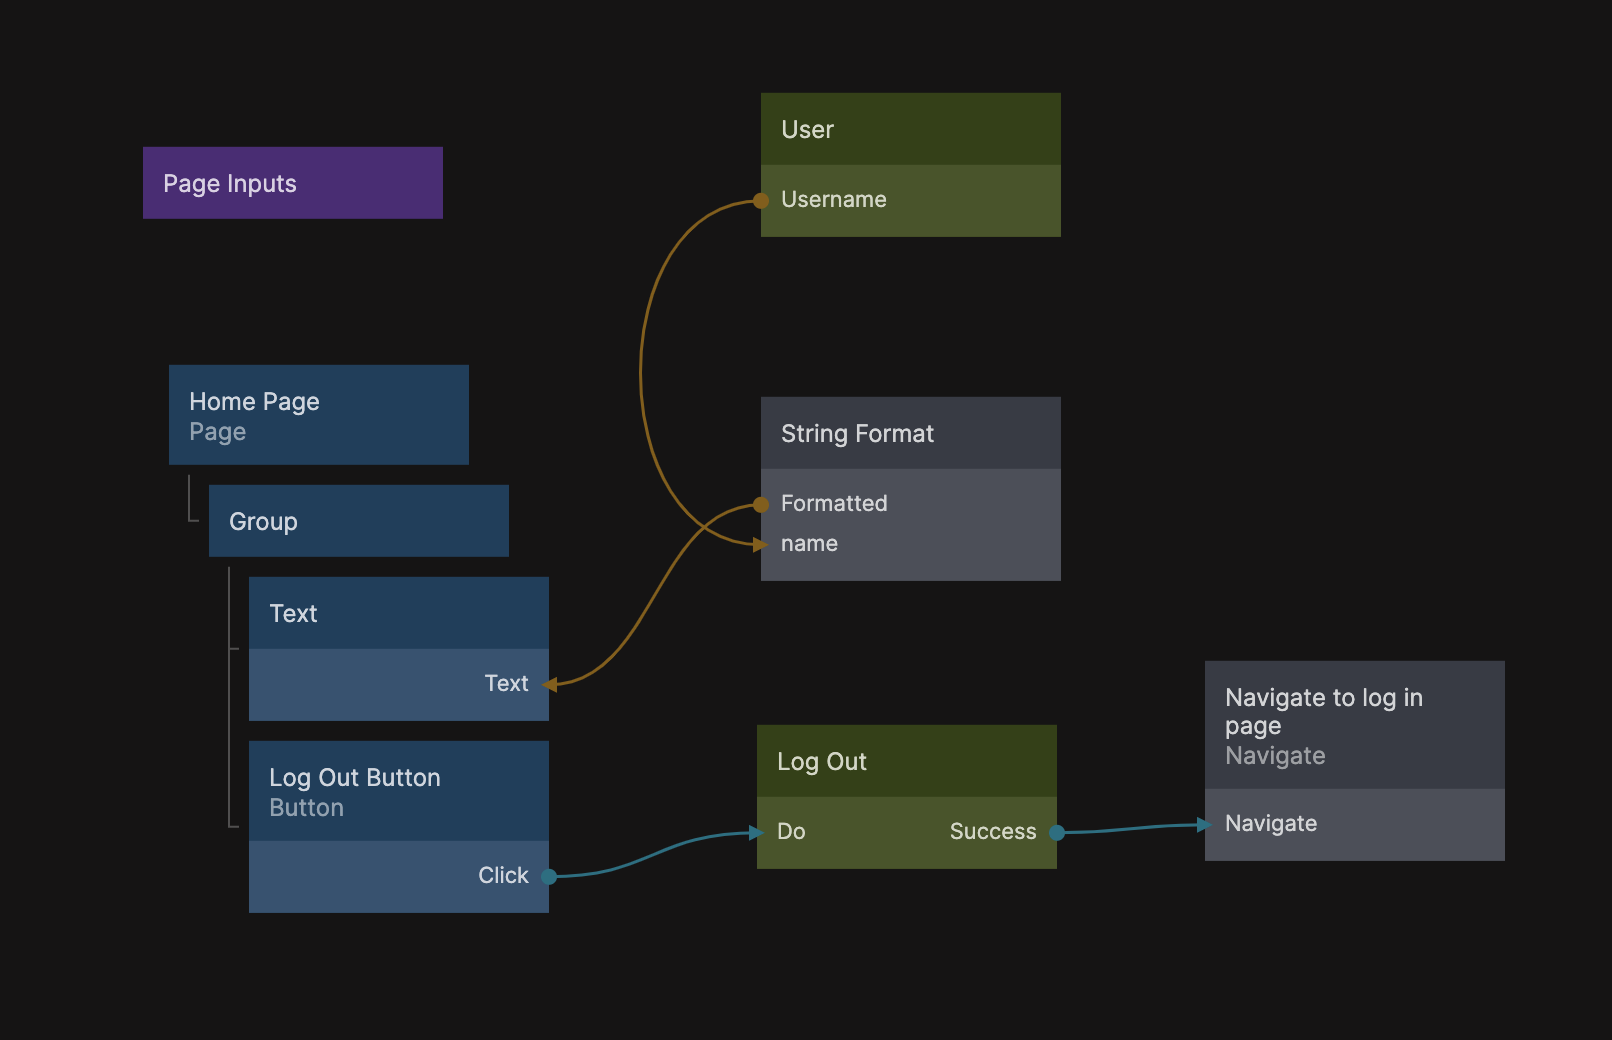 Page Inputs
Home Page
Page
Group
Text
Text
Log Out Button
Button
Click
User
Username
String Format
Formatted
name
Log Out
Do Success
Navigate to log in
page
Navigate
Navigate